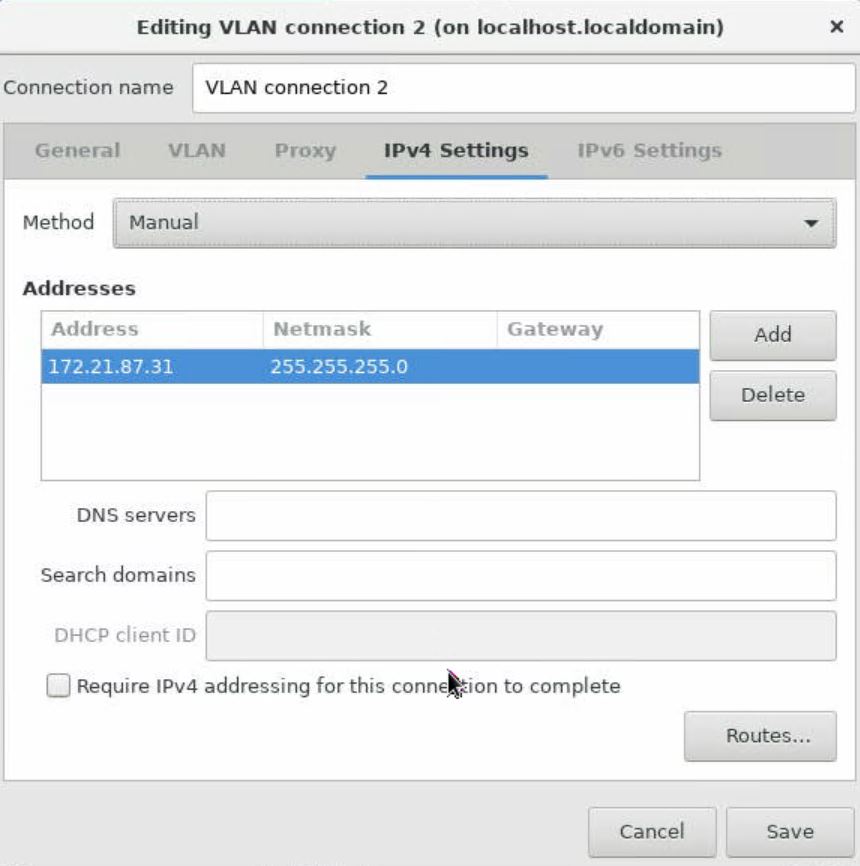 Editing VLAN connection 2 (on localhost.localdomain) ×
Connection name VLAN connection 2
General VLAN Proxy IPv4 Settings IPv6 Settings
Method Manual
Addresses
Address Netmask Gateway
172.21.87.31 255.255.255.0
Add
Delete
DNS servers
Search domains
DHCP client ID
Require IPv4 addressing for this connection to complete
Routes...
Cancel Save